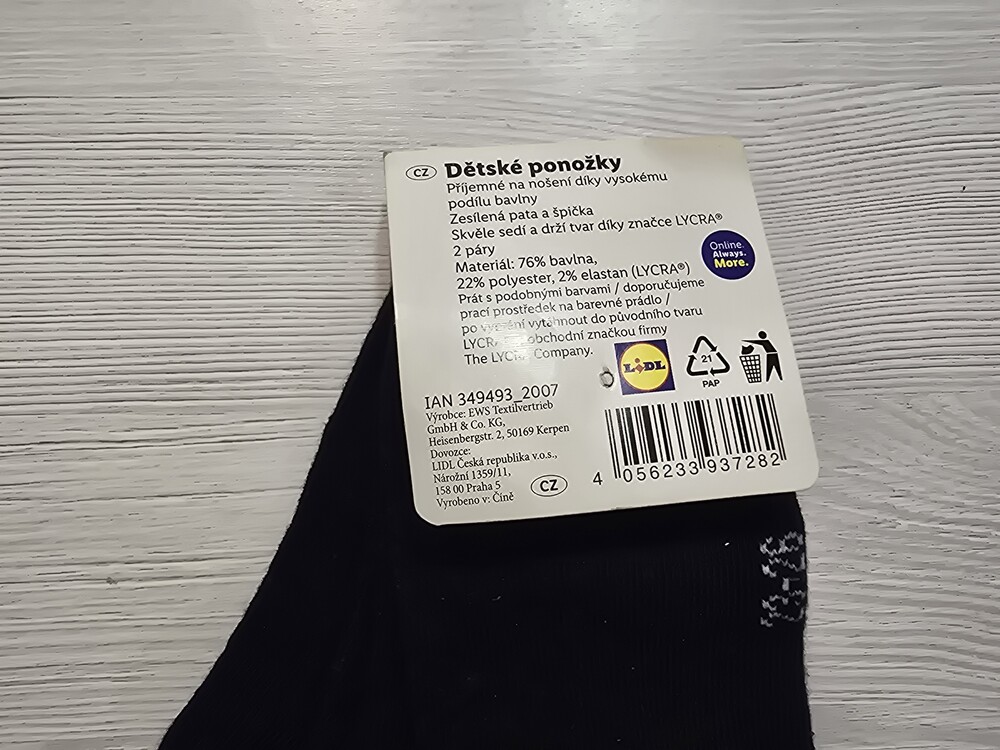 CZ Dětské ponožky
Příjemné na nošení díky vysokému
podílu bavlny
Zesílená pata a špička
Skvěle sedí a drží tvar díky značce LYCRA®
2 páry
Materiál: 76% bavlna,
22% polyester, 2% elastan (LYCRA®)
Prát s podobnými barvami / doporučujeme
prací prostředek na barevné prádlo /
po vytáhnout do původního tvaru
obchodní značkou firmy
The Company.
Online.
Always.
More.
LIDL
21
PAP
IAN 349493_2007
Výrobce: EWS Textilvertrieb
GmbH & Co. KG,
Heisenbergstr. 2, 50169 Kerpen
Dovozce:
LIDL Česká republika v.o.s.,
Nárožní 1359/11,
158 00 Praha 5
Vyrobeno v: Číně
CZ
4 056233 937282